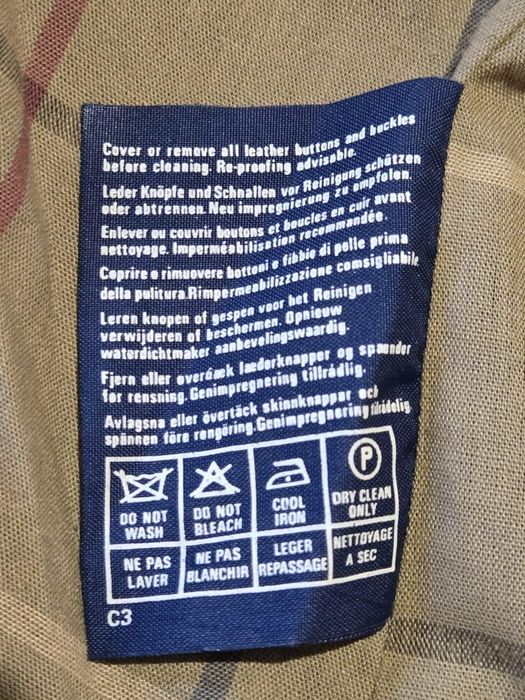 Cover or remove all leather buttons and buckles
before cleaning. Re-proofing advisable.
Leder Knöpfe und Schnallen vor Reinigung schützen
oder abtrennen. Neu impregnierung zu empfolen.
Enlever ou couvrir boutons et boucles en cuir avant
nettoyage. Imperméabilisation recommandée.
Coprire o rimuovere bottoni o fibbie di pelle prima
della pulitura.Rimpermeabilizzazione comsigliabile
Leren knopen of gespen voor het Reinigen
verwijderen of beschermen. Opnieuw
waterdichtmaker aanbevelingswaardig.
Fjern eller overdæk læderknapper og spænder
for rensning.Genimpregnering tillrådlig.
Avlagsna eller övertäck skinnknappar och
spännen före rengöring.Genimpregnering tillrådelig
P
DO NOT WASH
DO NOT BLEACH
COOL IRON
DRY CLEAN ONLY
NE PAS LAVER
NE PAS BLANCHIR
LEGER REPASSAGE
NETTOYAGE A SEC
C3